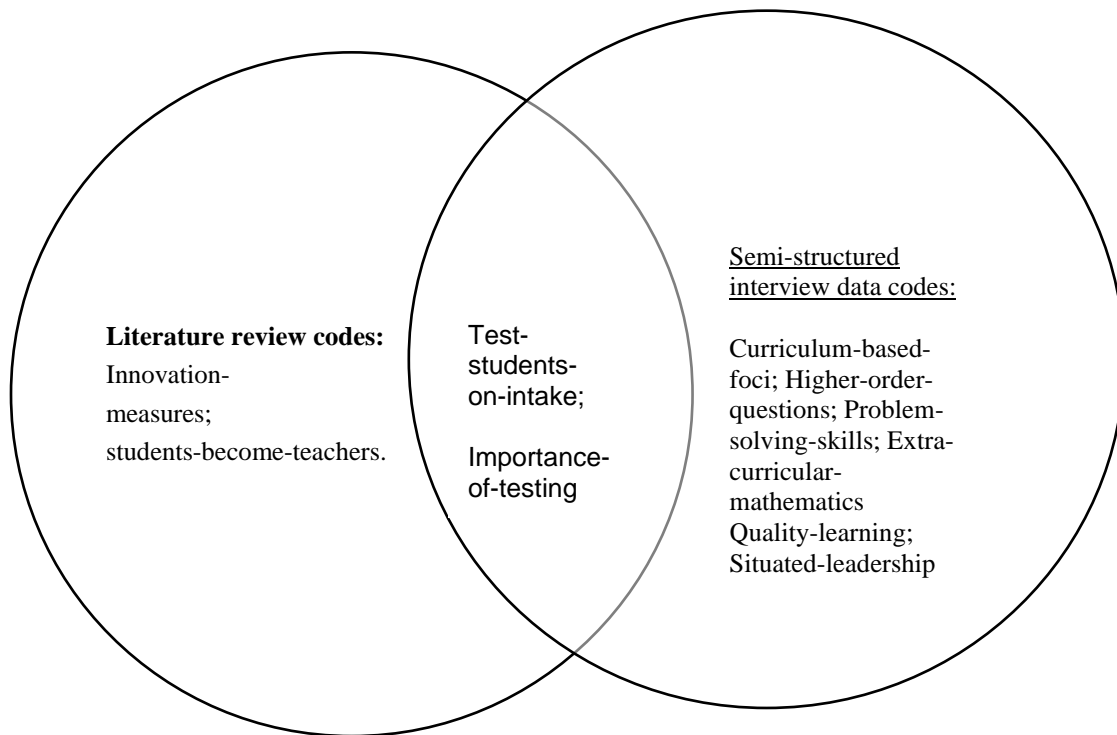 Literature review codes:
Innovation-
measures;
students-become-teachers.
Test-
students-
on-intake;
Importance-
of-testing
Semi-structured
interview data codes:
Curriculum-based-
foci; Higher-order-
questions; Problem-
solving-skills; Extra-
curricular-
mathematics
Quality-learning;
Situated-leadership